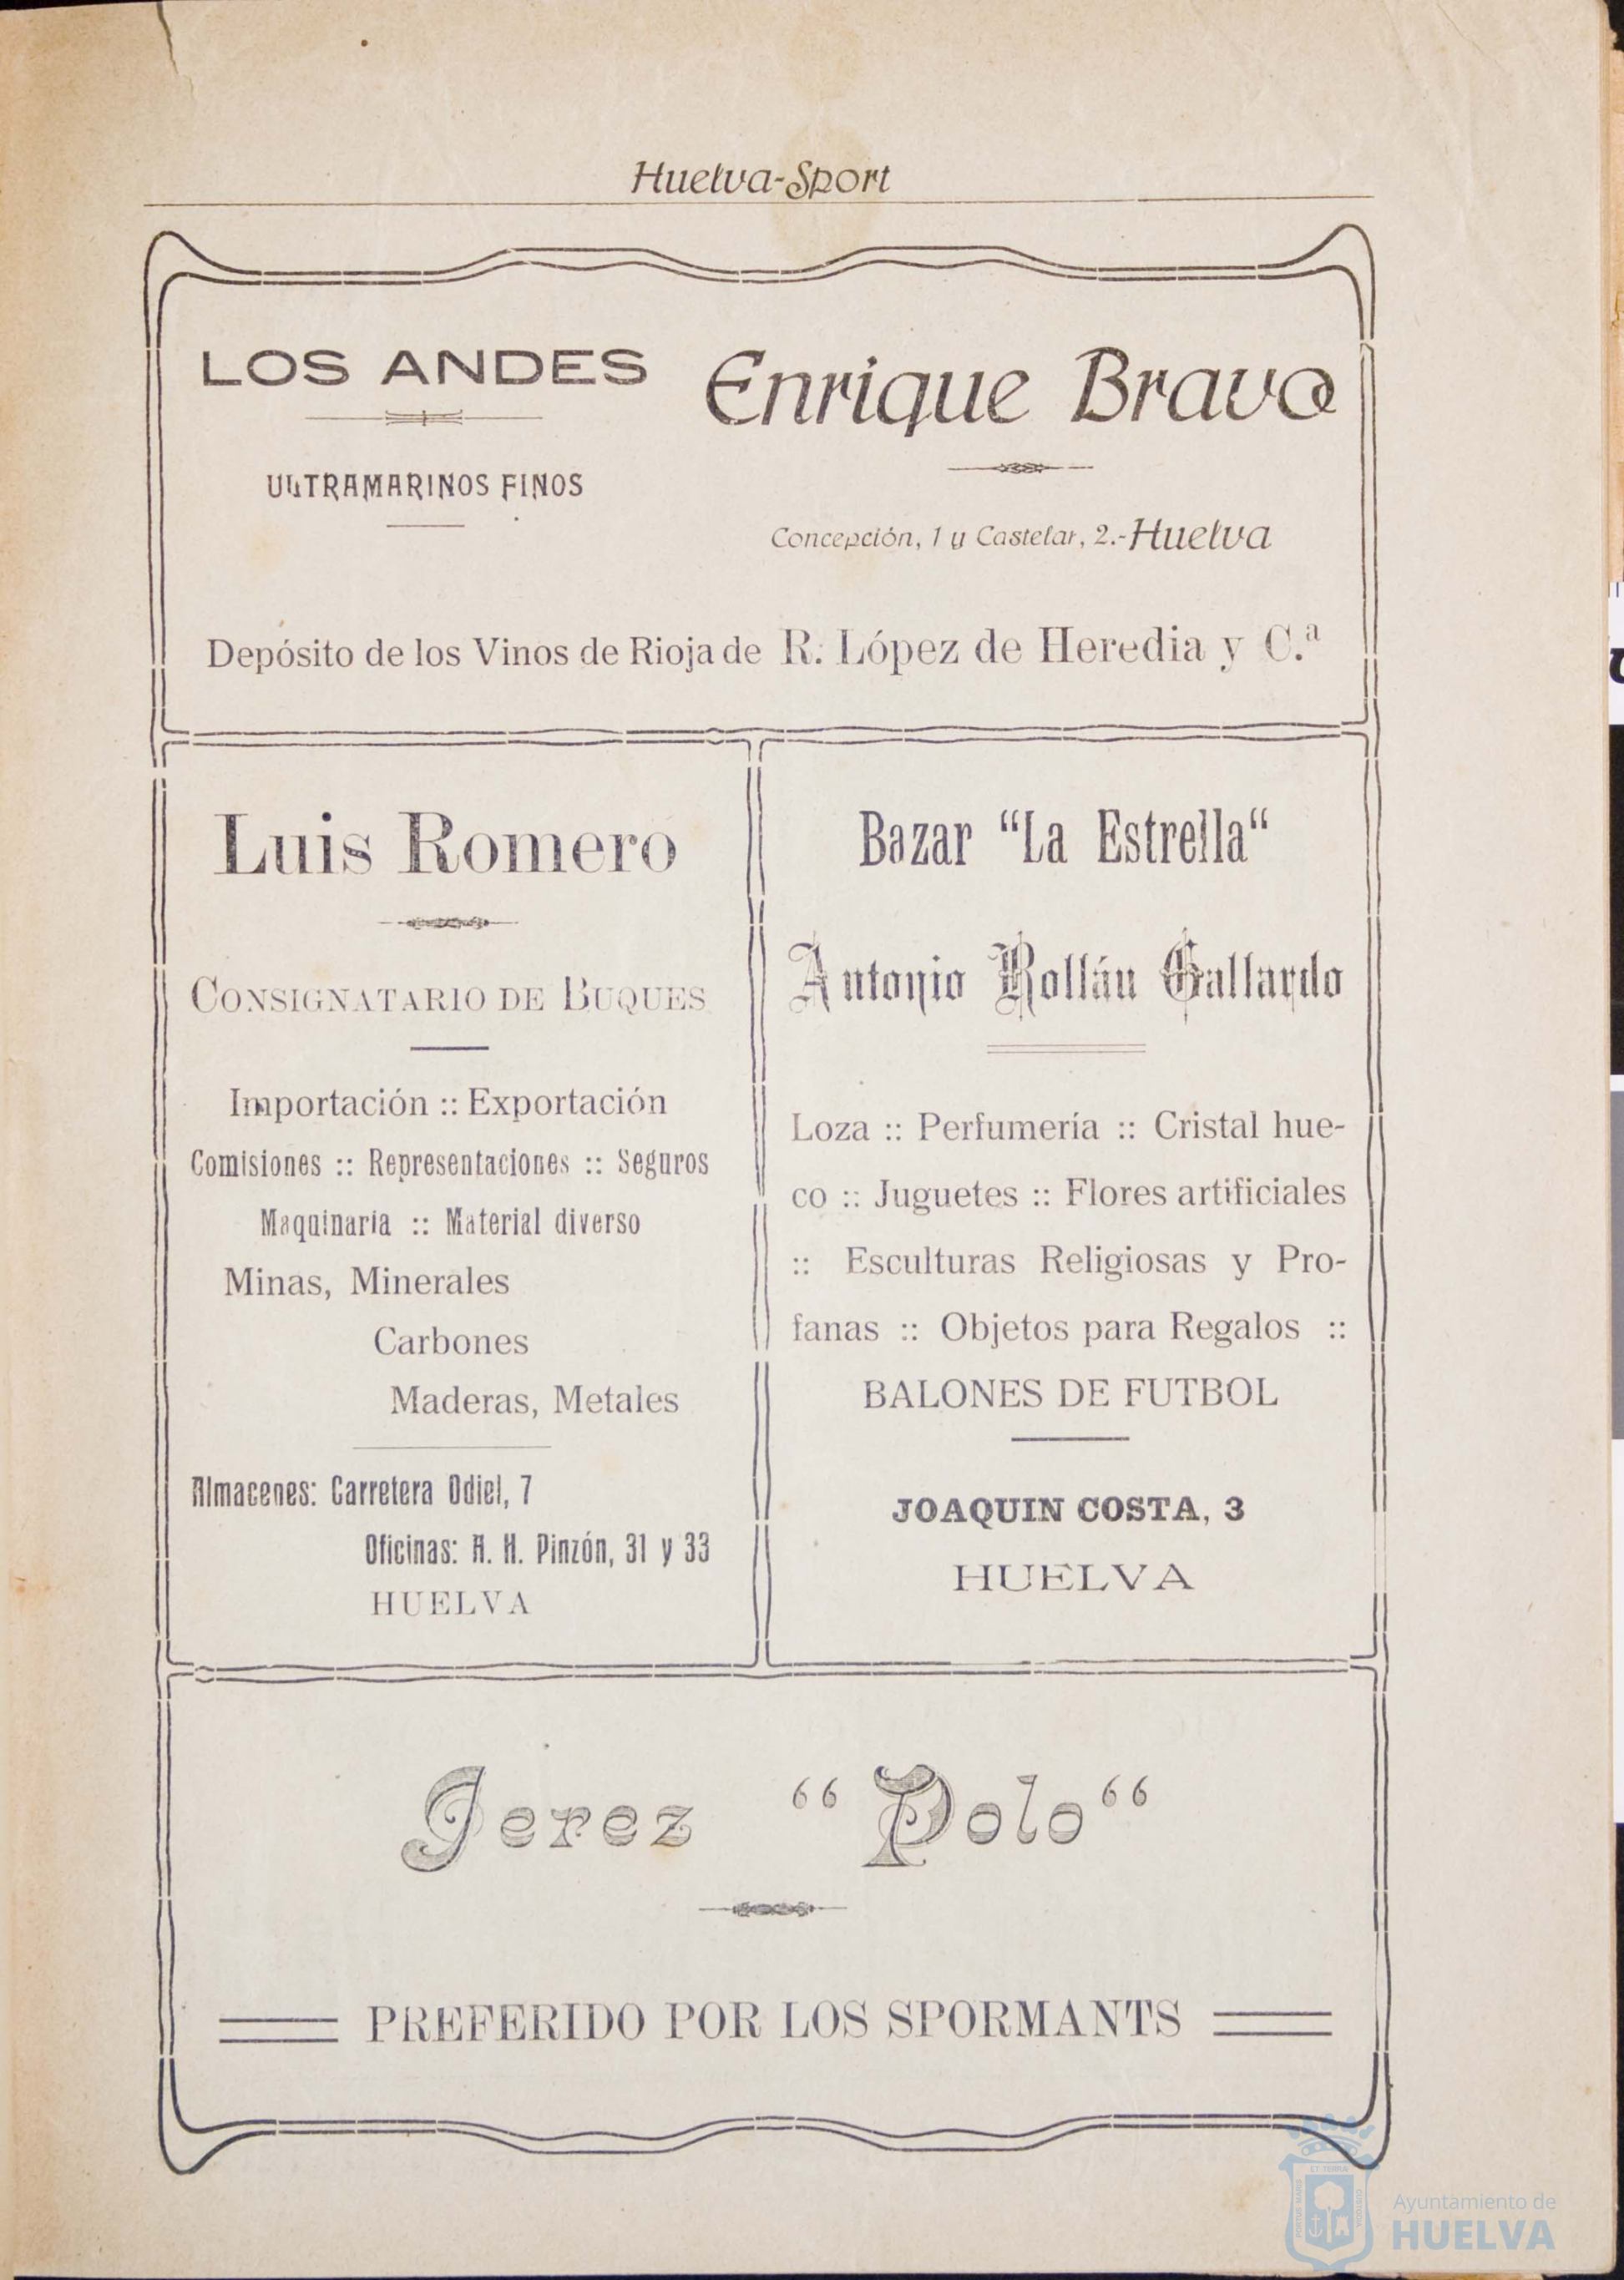 Huelva-Sport
LOS ANDES
ULTRAMARINOS FINOS
Enrique Bravo
Concepción, 1 y Castelar, 2.-Huelva
Depósito de los Vinos de Rioja de R. López de Heredia y C.ª
Luis Romero
CONSIGNATARIO DE BUQUES
Importación :: Exportación
Comisiones :: Representaciones :: Seguros
Maquinaria :: Material diverso
Minas, Minerales
Carbones
Maderas, Metales
Almacenes: Carretera Odiel, 7
Oficinas: A. H. Pinzón, 31 y 33
HUELVA
Bazar “La Estrella“
Antonio Rollán Gallardo
Loza :: Perfumería :: Cristal hue-
co :: Juguetes :: Flores artificiales
:: Esculturas Religiosas y Pro-
fanas :: Objetos para Regalos ::
BALONES DE FUTBOL
JOAQUIN COSTA, 3
HUELVA
Jerez “Polo“
PREFERIDO POR LOS SPORMANTS
Ayuntamiento de
HUELVA